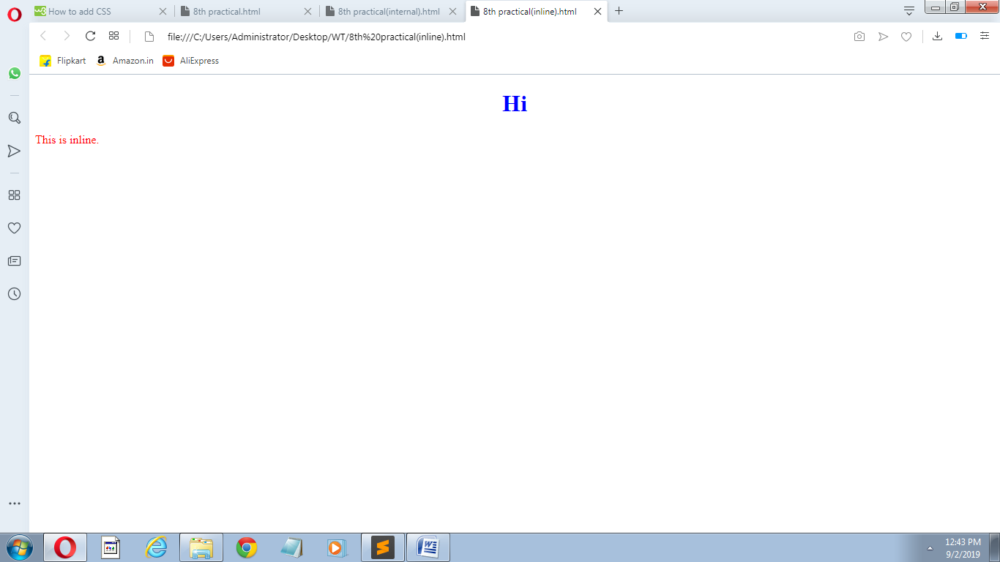 How to add CSS
8th practical.html
8th practical(internal).html
8th practical(inline).html
file:///C:/Users/Administrator/Desktop/WT/8th%20practical(inline).html
Flipkart
Amazon.in
AliExpress
Hi
This is inline.
12:43 PM
9/2/2019